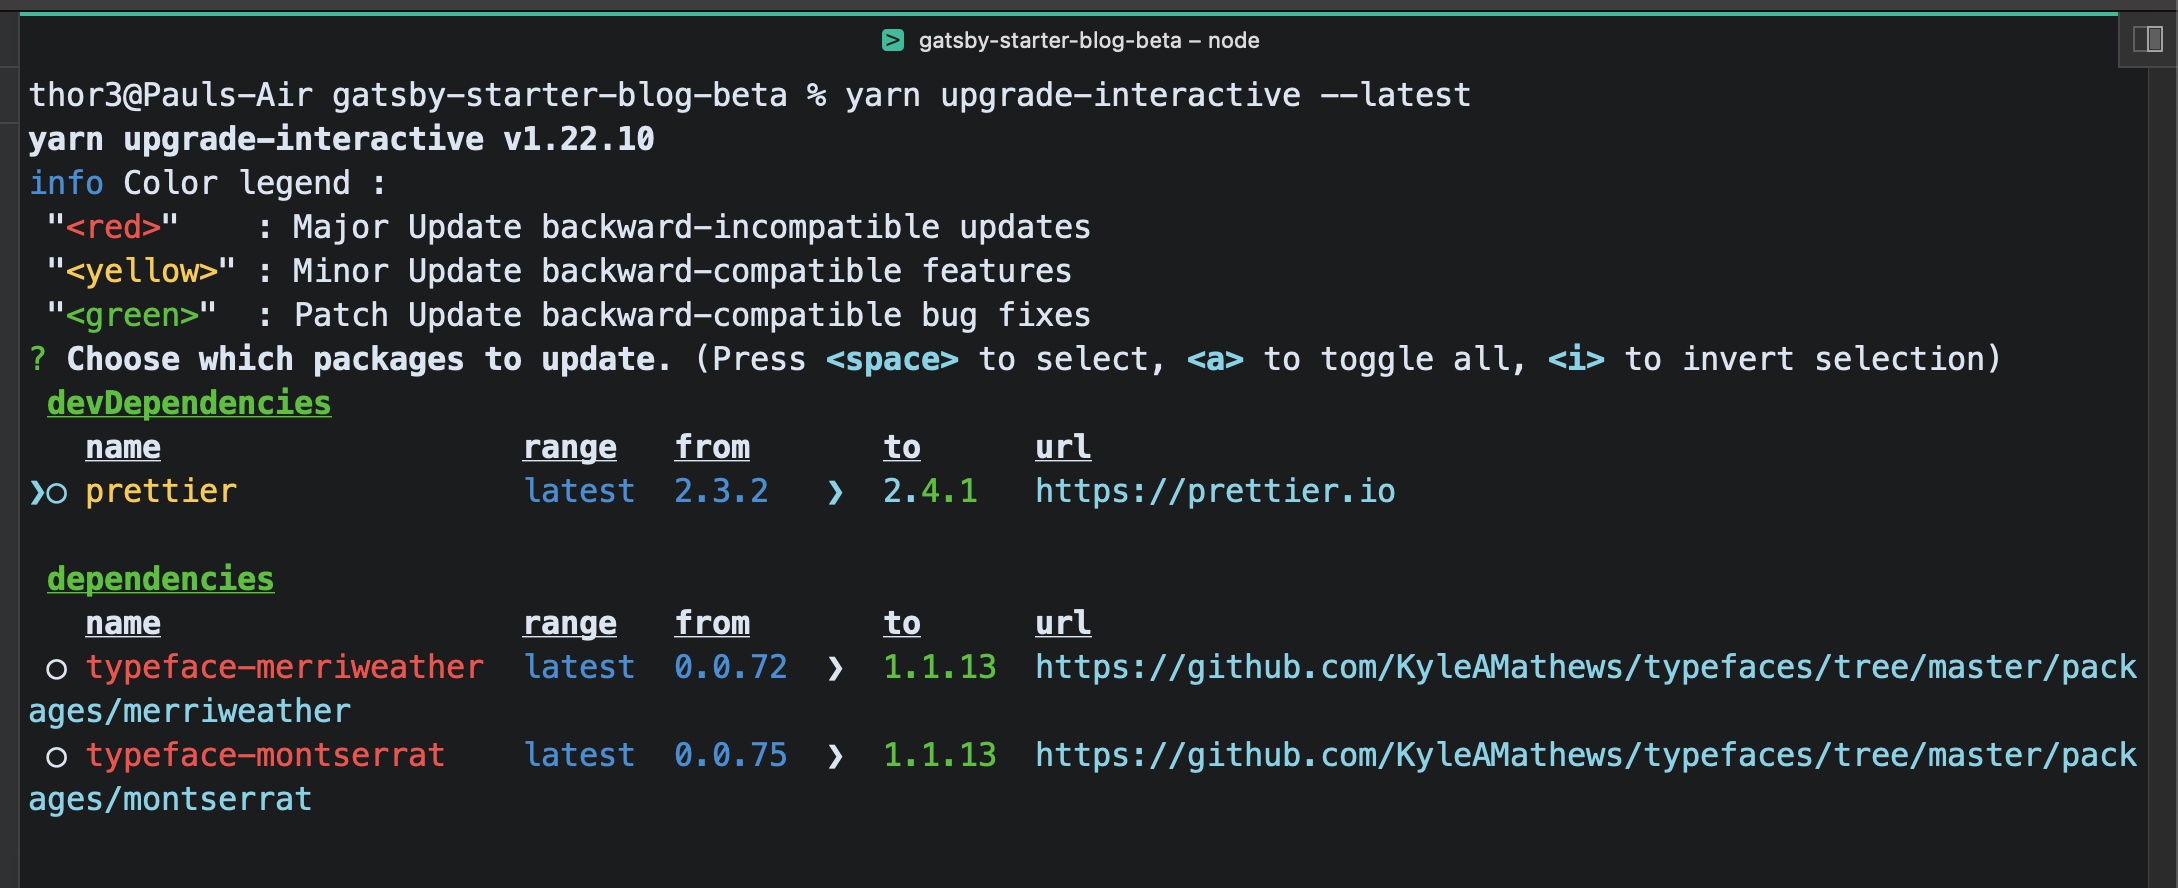 gatsby-starter-blog-beta – node
thor3@Pauls-Air gatsby-starter-blog-beta % yarn upgrade-interactive --latest
yarn upgrade-interactive v1.22.10
info Color legend :
"<red>" : Major Update backward-incompatible updates
"<yellow>" : Minor Update backward-compatible features
"<green>" : Patch Update backward-compatible bug fixes
? Choose which packages to update. (Press <space> to select, <a> to toggle all, <i> to invert selection)
devDependencies
name range from to url
❯○ prettier latest 2.3.2 ❯ 2.4.1 https://prettier.io
dependencies
name range from to url
○ typeface-merriweather latest 0.0.72 ❯ 1.1.13 https://github.com/KyleAMathews/typefaces/tree/master/pack
ages/merriweather
○ typeface-montserrat latest 0.0.75 ❯ 1.1.13 https://github.com/KyleAMathews/typefaces/tree/master/pack
ages/montserrat